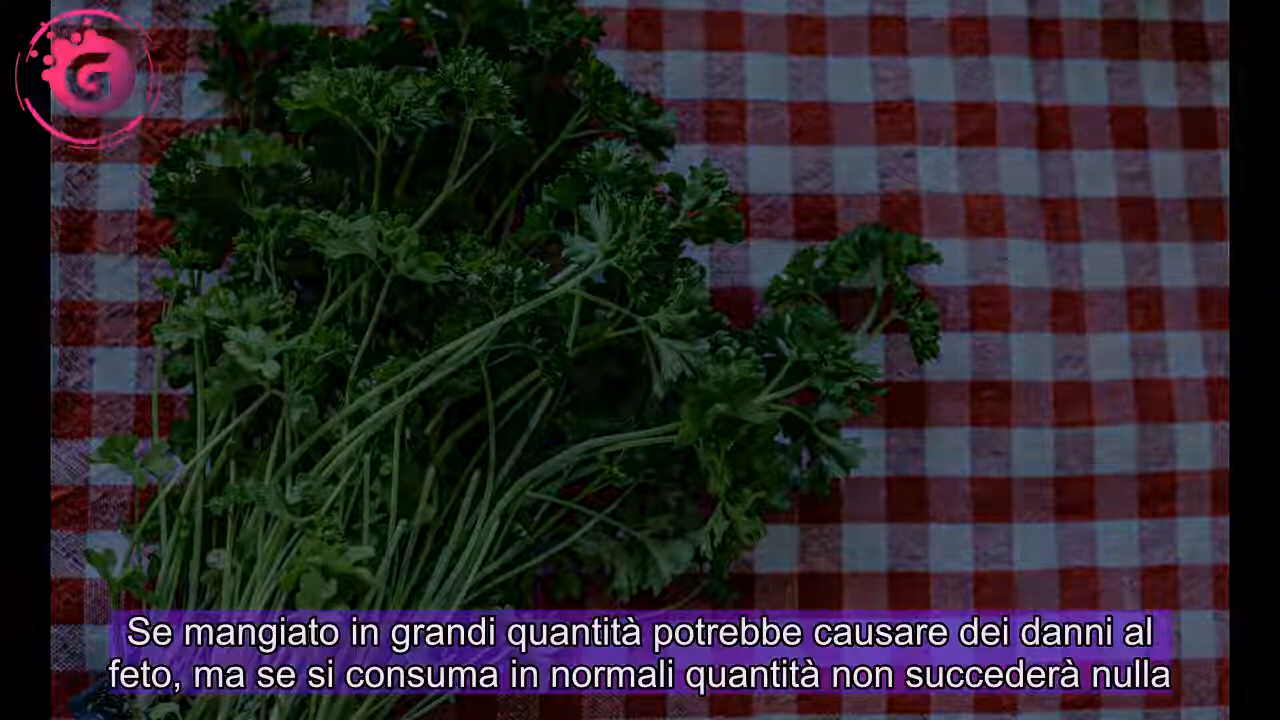 G
Se mangiato in grandi quantità potrebbe causare dei danni al
feto, ma se si consuma in normali quantità non succederà nulla